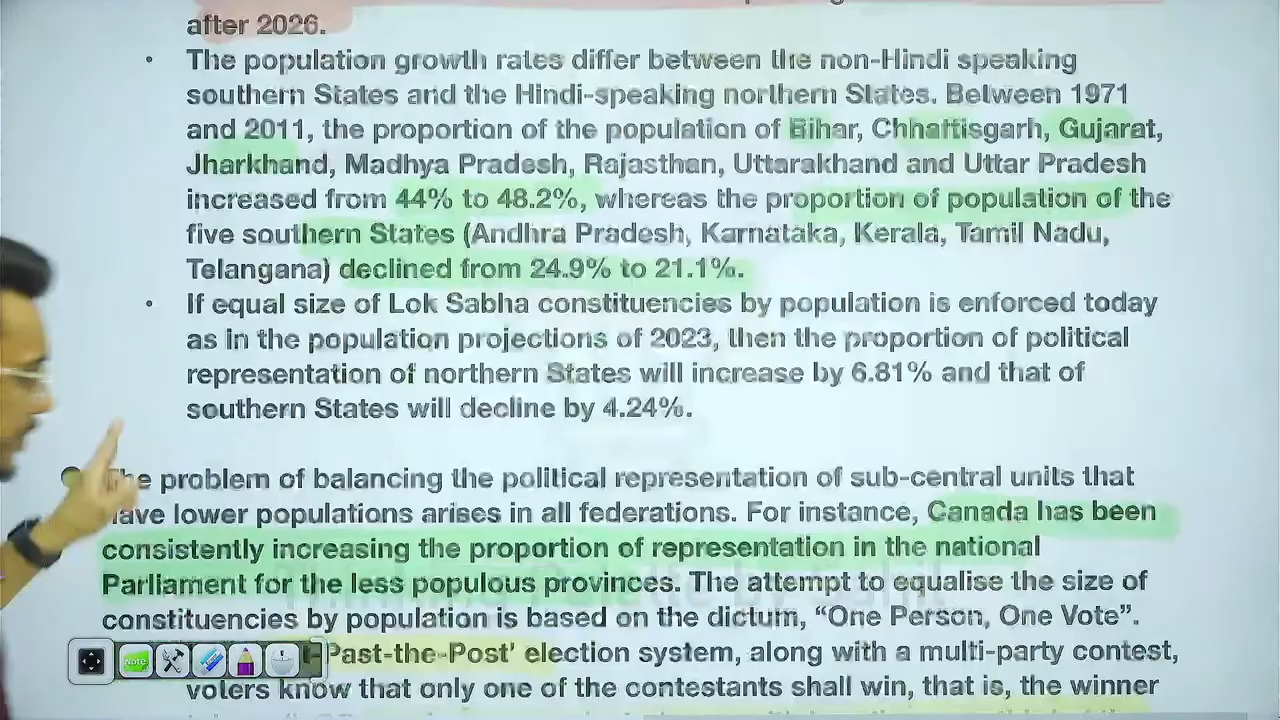 after 2026.
• The population growth rates differ between the non-Hindi speaking
southern States and the Hindi-speaking northern States. Between 1971
and 2011, the proportion of the population of Bihar, Chhattisgarh, Gujarat,
Jharkhand, Madhya Pradesh, Rajasthan, Uttarakhand and Uttar Pradesh
increased from 44% to 48.2%, whereas the proportion of population of the
five southern States (Andhra Pradesh, Karnataka, Kerala, Tamil Nadu,
Telangana) declined from 24.9% to 21.1%.
• If equal size of Lok Sabha constituencies by population is enforced today
as in the population projections of 2023, then the proportion of political
representation of northern States will increase by 6.81% and that of
southern States will decline by 4.24%.
The problem of balancing the political representation of sub-central units that
have lower populations arises in all federations. For instance, Canada has been
consistently increasing the proportion of representation in the national
Parliament for the less populous provinces. The attempt to equalise the size of
constituencies by population is based on the dictum, “One Person, One Vote”.
-Past-the-Post’ election system, along with a multi-party contest,
voters know that only one of the contestants shall win, that is, the winner
Note